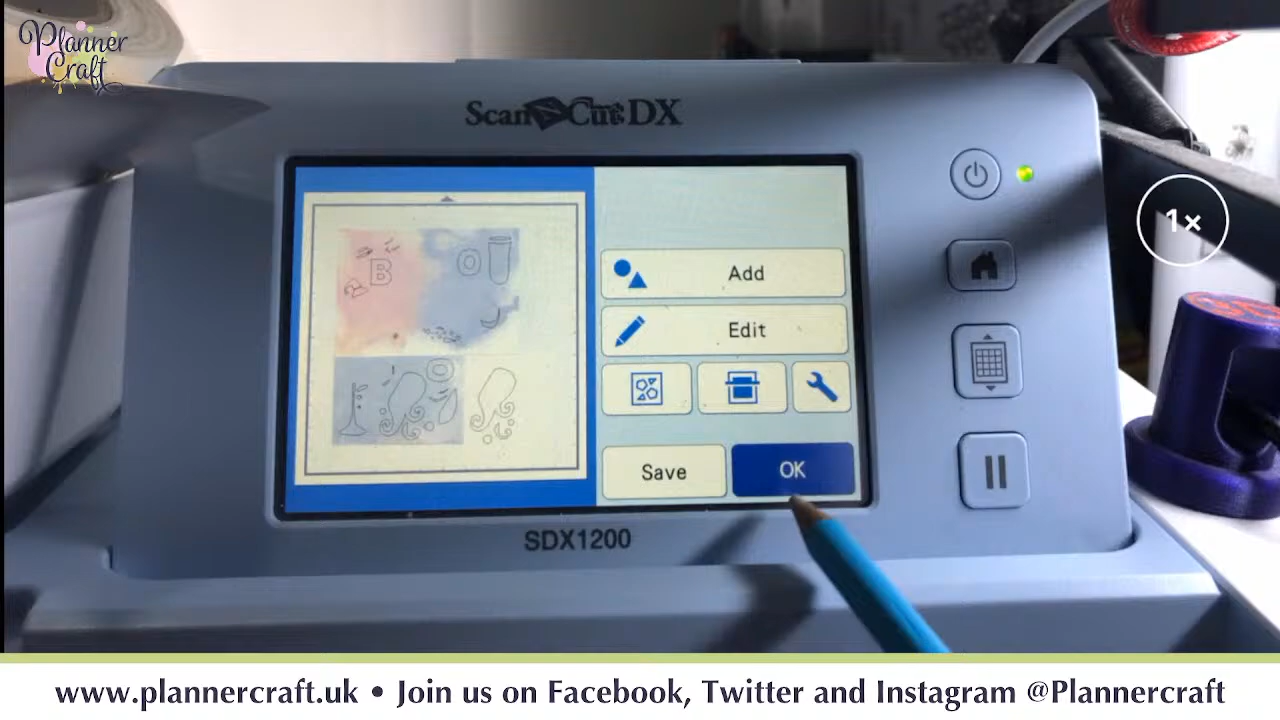 Planner
Craft
ScanNCut DX
1×
B
O
Add
Edit
Save
OK
SDX1200
www.plannercraft.uk • Join us on Facebook, Twitter and Instagram @Plannercraft